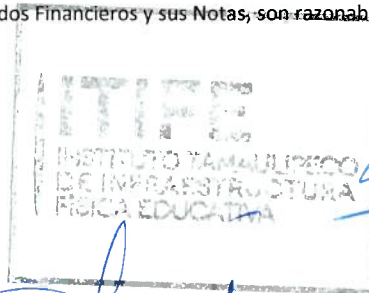 dos Financieros y sus Notas, son razonab
ITIFE
INSTITUTO TAMAULIPECO
DE INFRAESTRUCTURA
FÍSICA EDUCATIVA